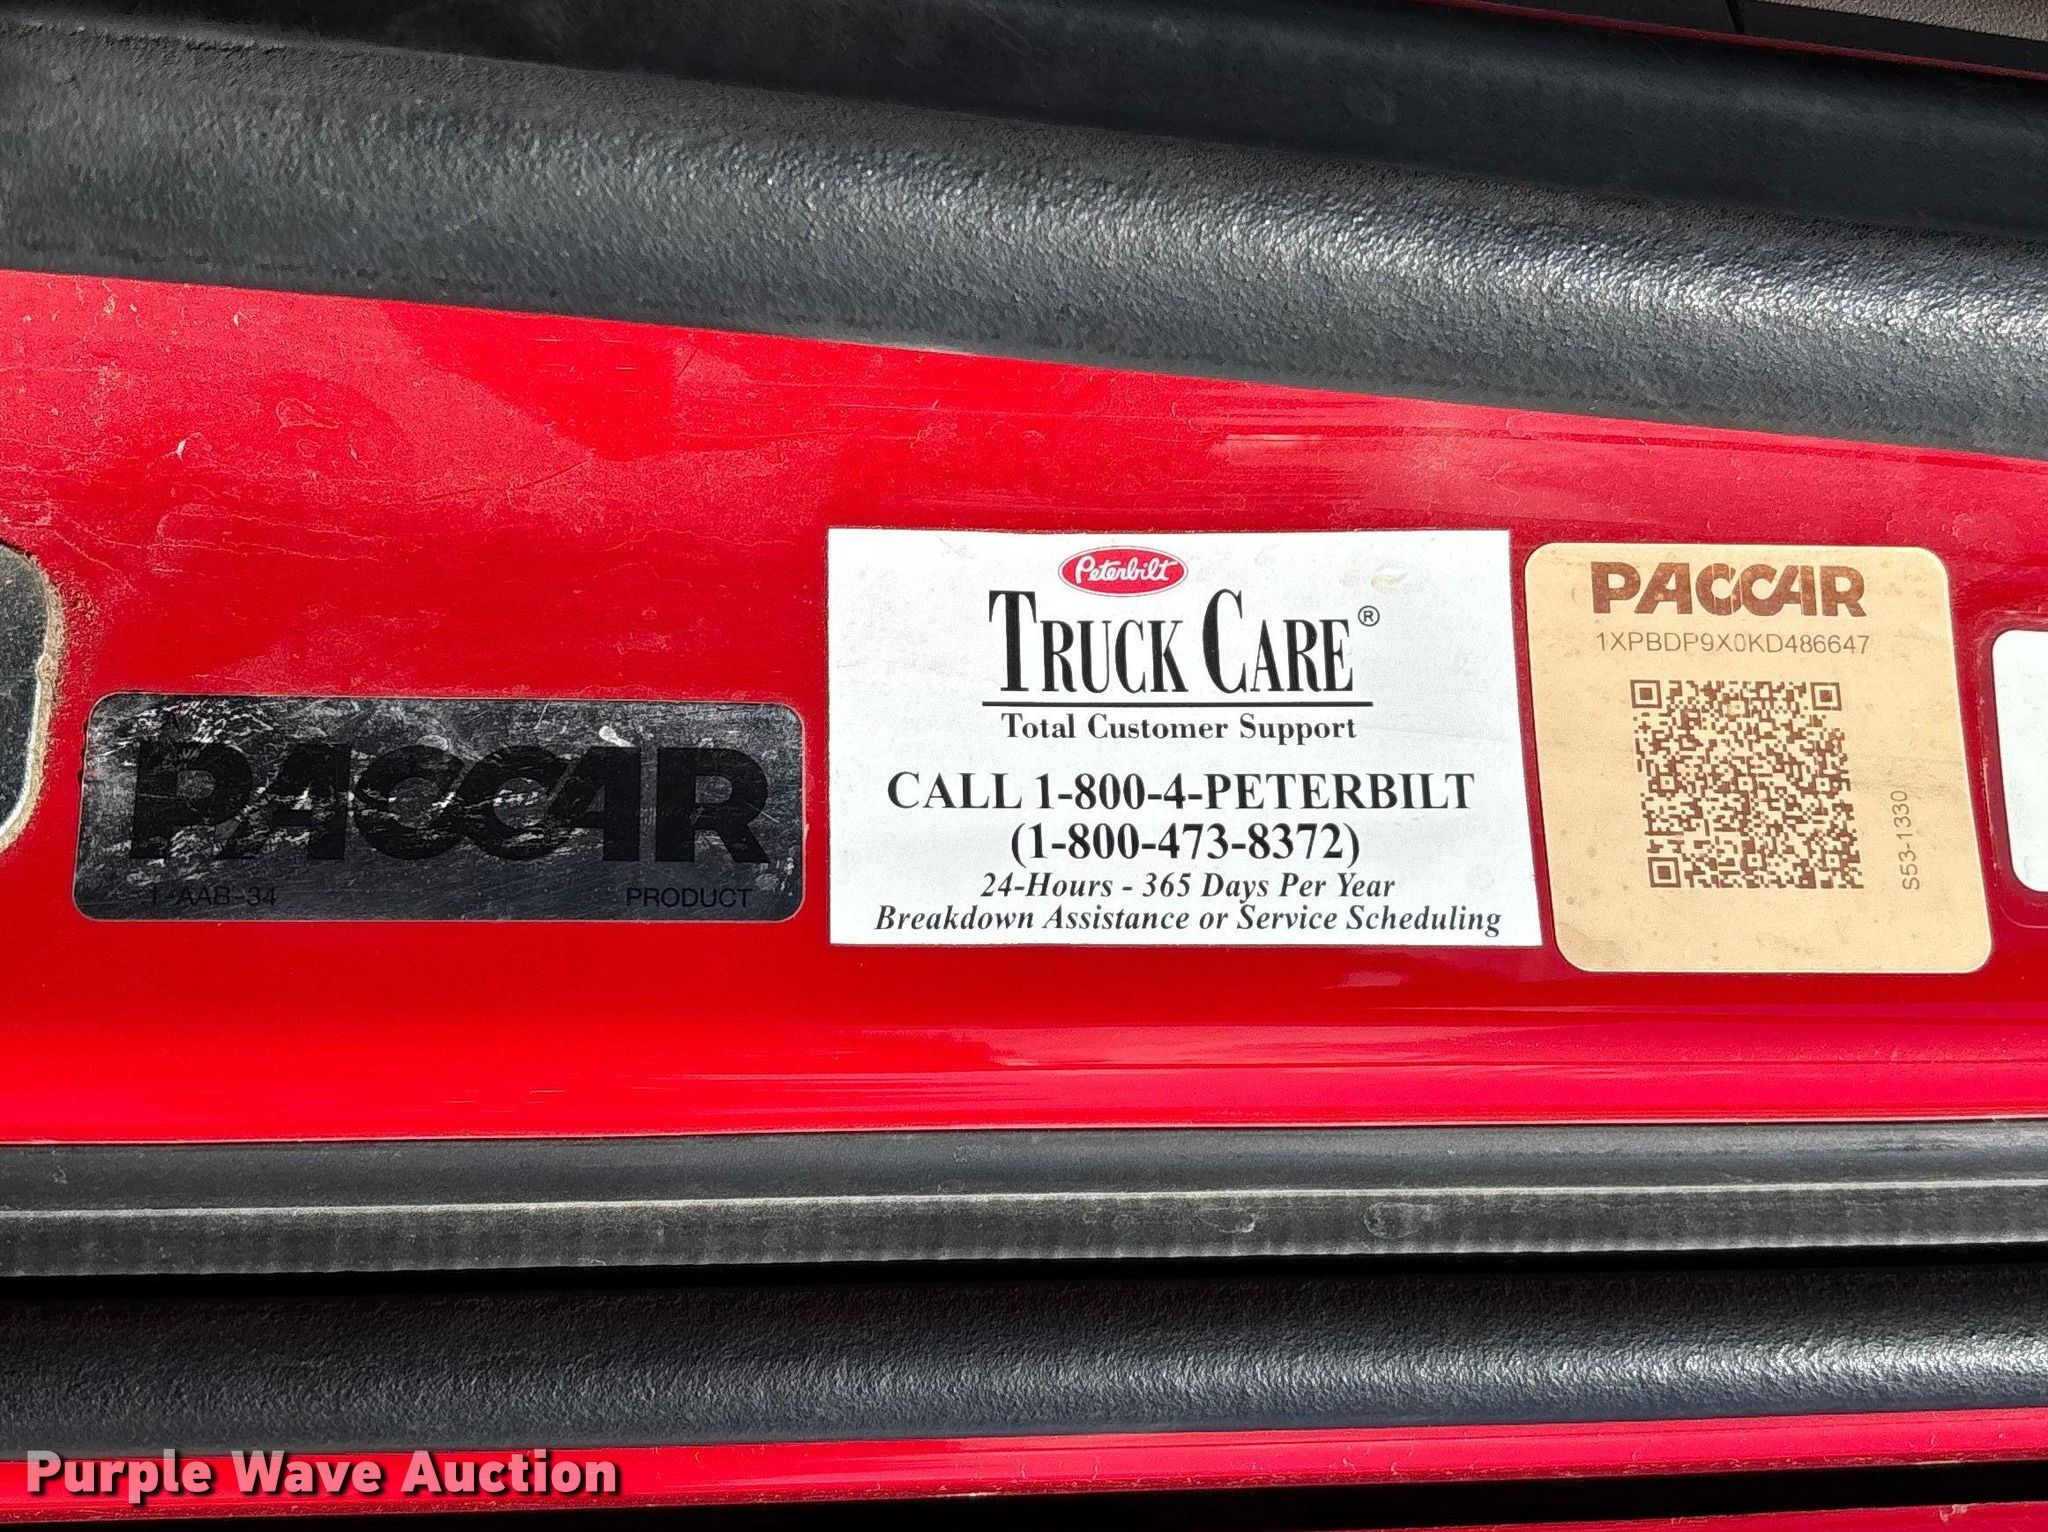 Peterbilt
TRUCK CARE®
Total Customer Support
CALL 1-800-4-PETERBILT
(1-800-473-8372)
24-Hours - 365 Days Per Year
Breakdown Assistance or Service Scheduling
PACCAR
1XPBDP9X0KD486647
S53-1330
PACCAR
1-AAB-34 PRODUCT
Purple Wave Auction